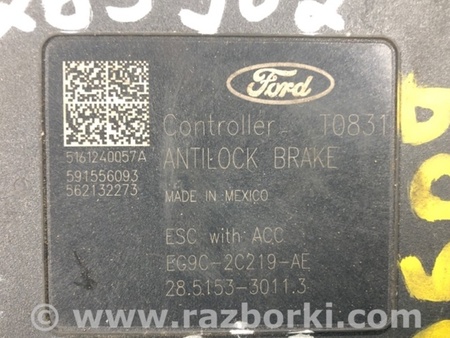 285902
Ford
Controller T0831
5161240057A
ANTILOCK BRAKE
591556093
562132273
MADE IN MEXICO
ESC with ACC
EG9C-2C219-AE
28.5153-3011.3
© www.razborki.com/